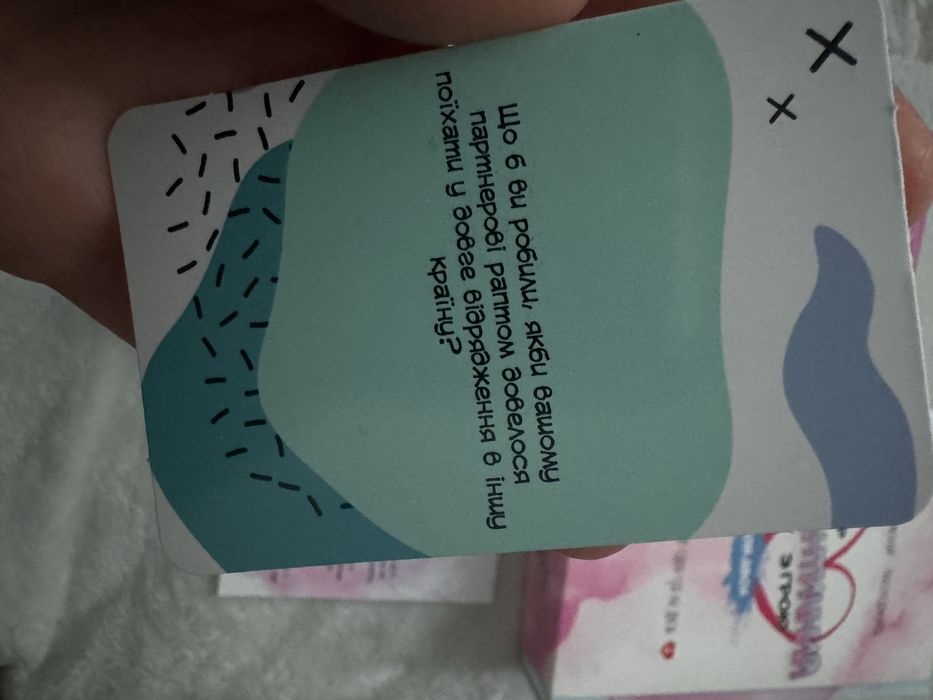 Що б ви робили, якби вашому
партнерові раптом довелося
поїхати у довге відрядження в іншу
країну?